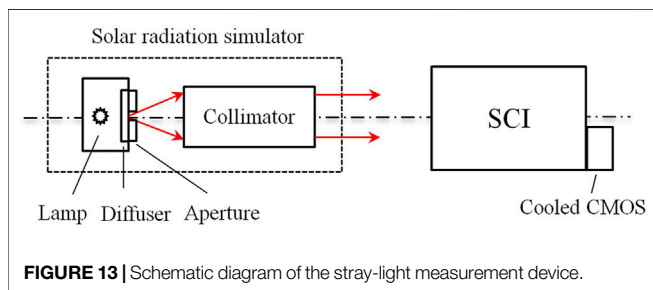 Solar radiation simulator
Collimator
SCI
Lamp Diffuser Aperture
Cooled CMOS
FIGURE 13 | Schematic diagram of the stray-light measurement device.